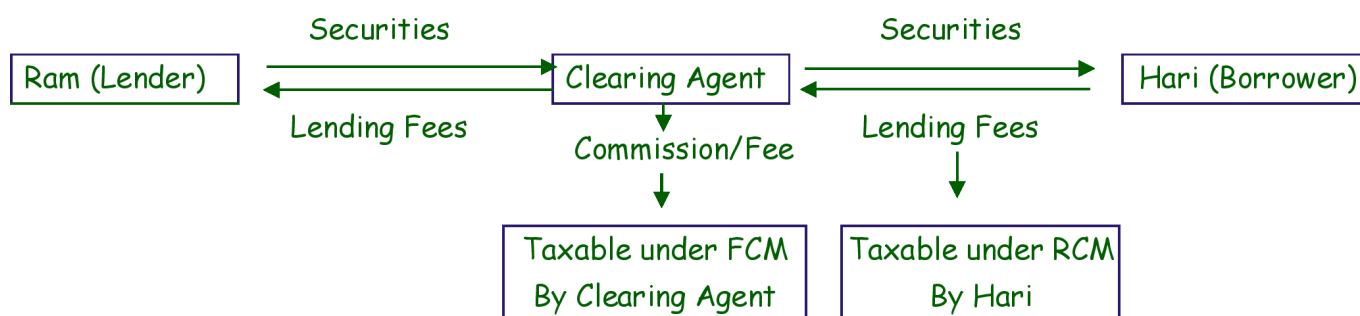 Securities
Securities
Ram (Lender)
Clearing Agent
Hari (Borrower)
Lending Fees
Lending Fees
Commission/Fee
Taxable under FCM
By Clearing Agent
Taxable under RCM
By Hari